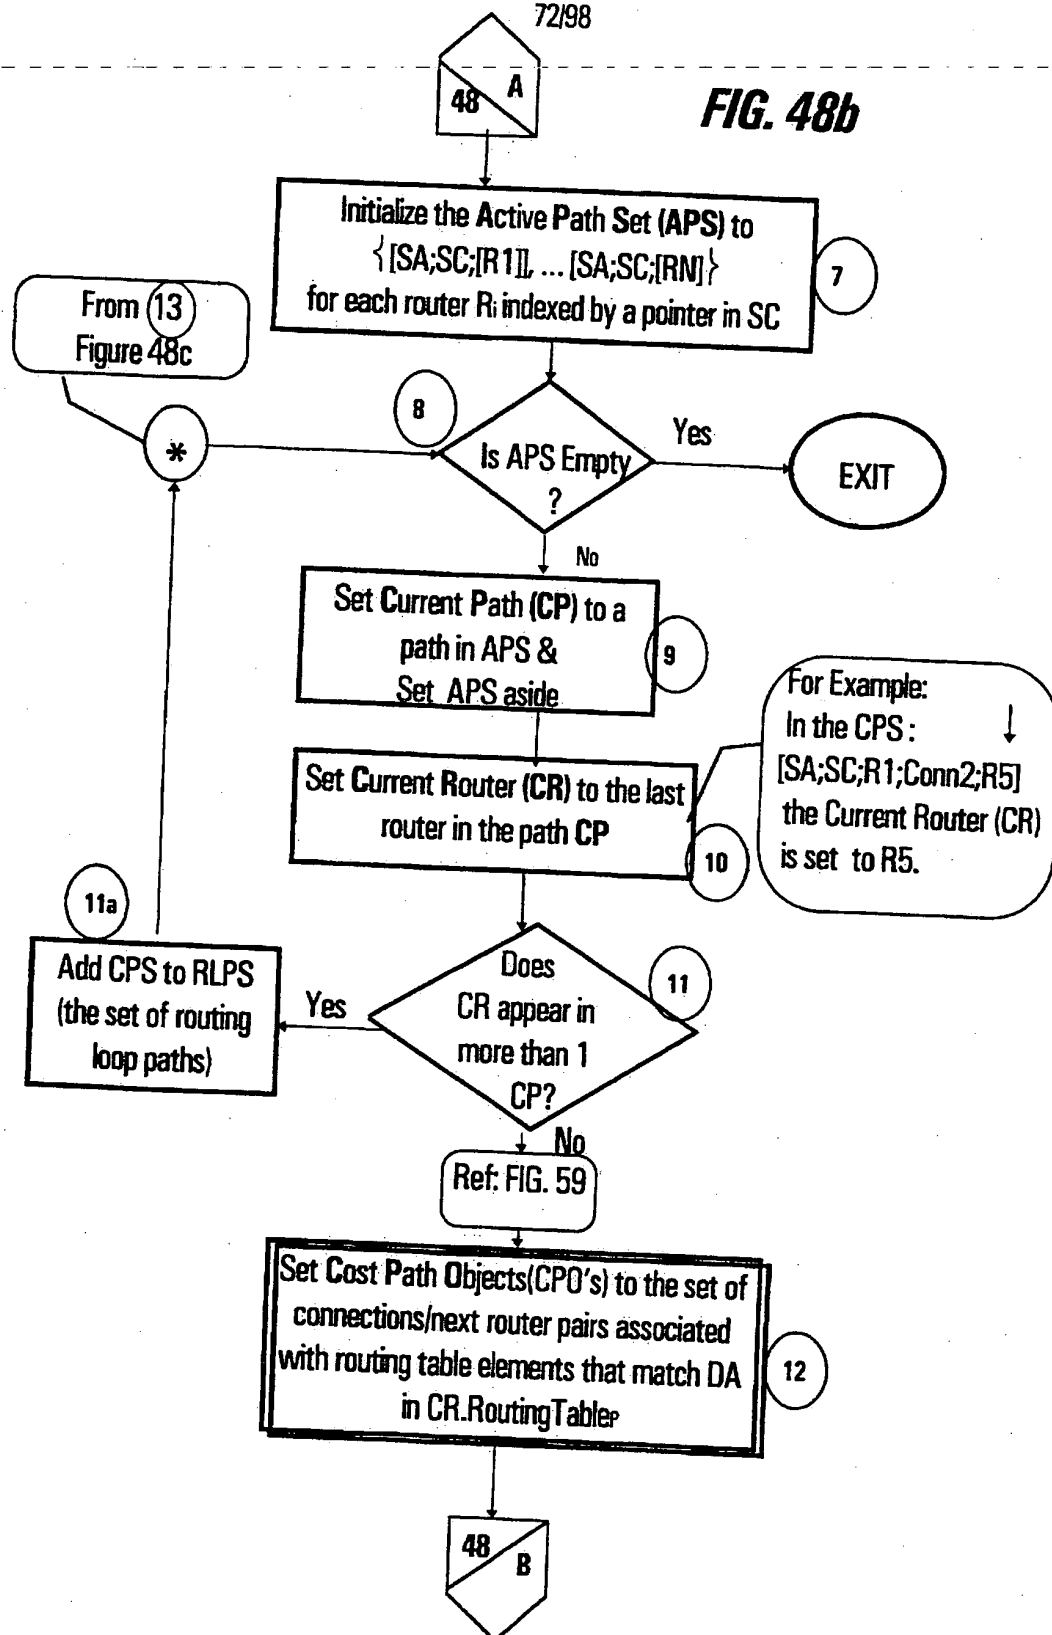 72/98
48 A
FIG. 48b
Initialize the Active Path Set (APS) to
{[SA;SC;[R1]], ... [SA;SC;[RN]}
for each router Ri indexed by a pointer in SC
7
From 13
Figure 48c
*
8
Is APS Empty
?
Yes
EXIT
No
Set Current Path (CP) to a
path in APS &
Set APS aside
9
Set Current Router (CR) to the last
router in the path CP
10
For Example:
In the CPS :
[SA;SC;R1;Conn2;R5]
the Current Router (CR)
is set to R5.
11a
Add CPS to RLPS
(the set of routing
loop paths)
Yes
Does
CR appear in
more than 1
CP?
11
No
Ref: FIG. 59
Set Cost Path Objects(CPO's) to the set of
connections/next router pairs associated
with routing table elements that match DA
in CR.RoutingTableP
12
48 B